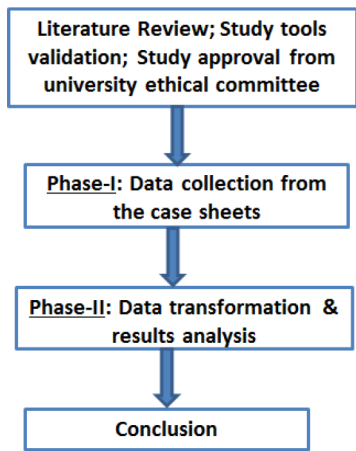 Literature Review; Study tools
validation; Study approval from
university ethical committee
Phase-I: Data collection from
the case sheets
Phase-II: Data transformation &
results analysis
Conclusion